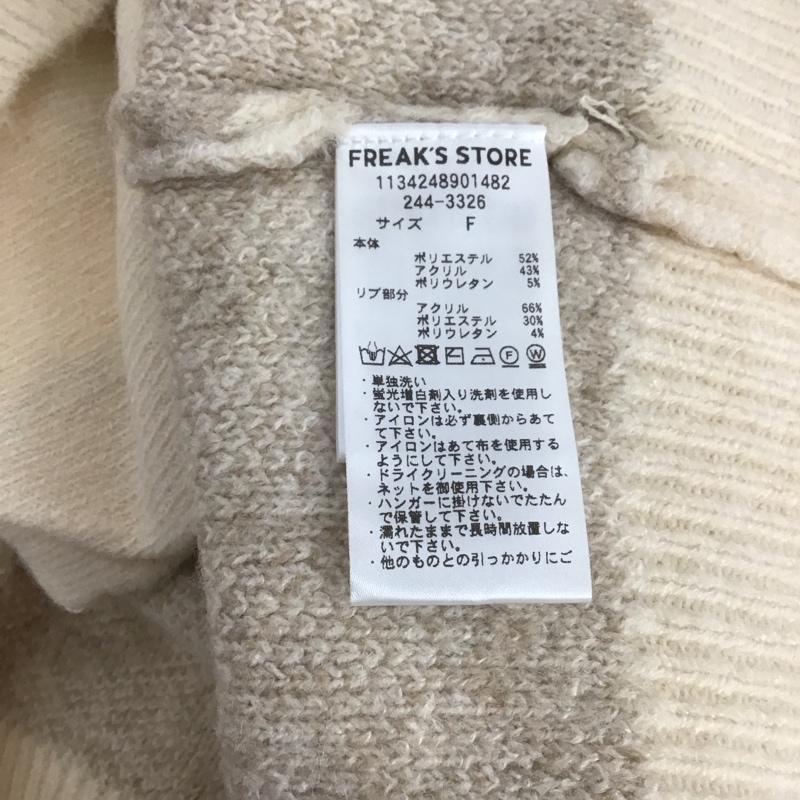 FREAK'S STORE
1134248901482
244-3326
サイズ F
本体
ポリエステル 52%
アクリル 43%
ポリウレタン 5%
リブ部分
アクリル 66%
ポリエステル 30%
ポリウレタン 4%
F W
・単独洗い
・蛍光増白剤入り洗剤を使用し
ないで下さい。
・アイロンは必ず裏側からあて
て下さい。
・アイロンはあて布を使用する
ようにして下さい。
・ドライクリーニングの場合は、
ネットを御使用下さい。
・ハンガーに掛けないでたたん
で保管して下さい。
・濡れたままで長時間放置しな
いで下さい。
・他のものとの引っかかりにご